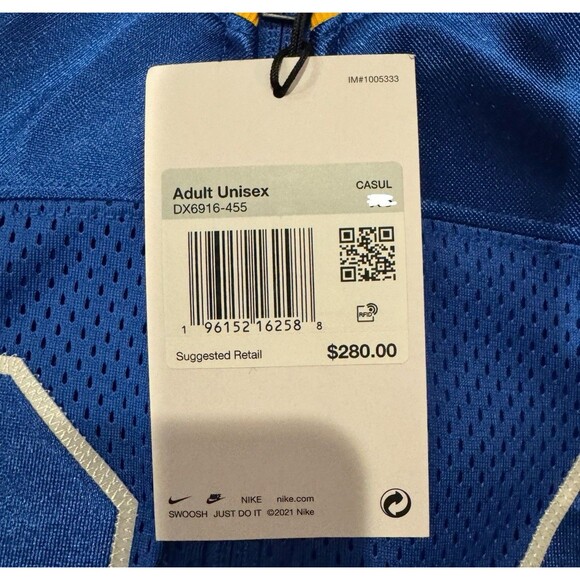 IM#1005333
Adult Unisex CASUL
DX6916-455
1 96152 16258 8
RFID
Suggested Retail $280.00
NIKE nike.com
SWOOSH JUST DO IT ©2021 Nike